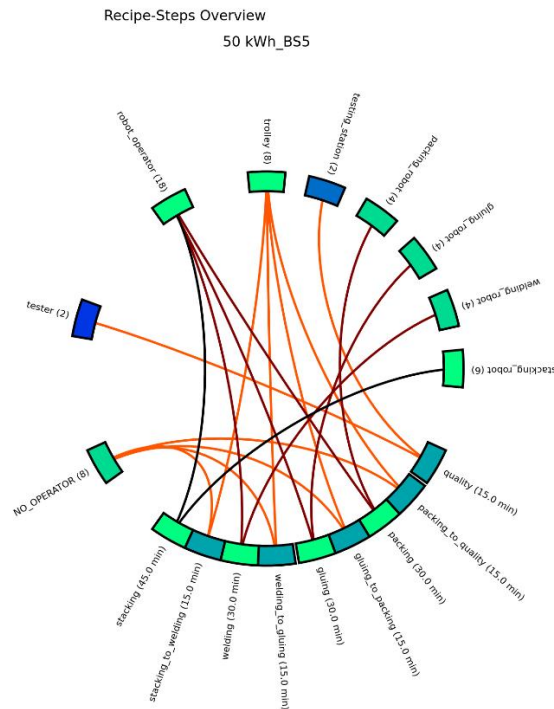 Recipe-Steps Overview
50 kWh_BS5
robot_operator (18)
trolley (8)
testing_station (2)
packing_robot (4)
gluing_robot (4)
welding_robot (4)
stacking_robot (6)
tester (2)
NO_OPERATOR (8)
stacking (45.0 min)
stacking_to_welding (15.0 min)
welding (30.0 min)
welding_to_gluing (15.0 min)
gluing (30.0 min)
gluing_to_packing (15.0 min)
packing (30.0 min)
packing_to_quality (15.0 min)
quality (15.0 min)